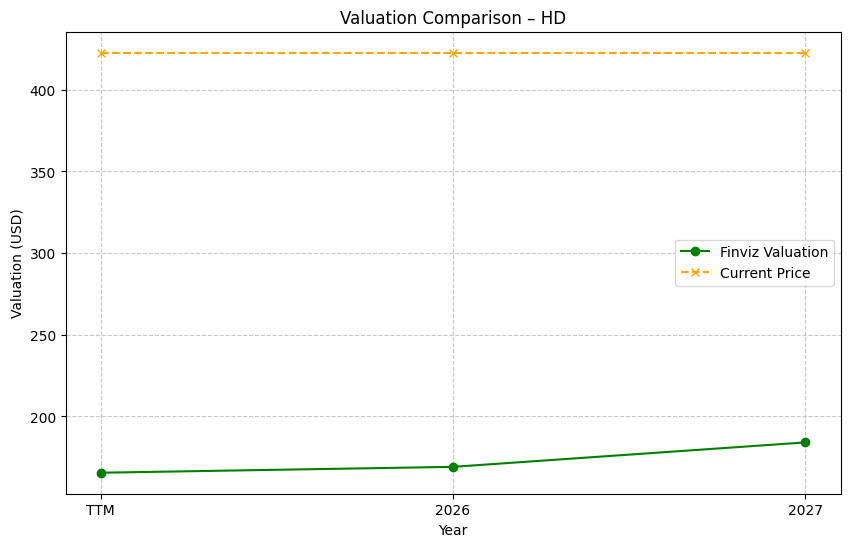 Valuation Comparison – HD
Valuation (USD)
400
350
300
250
200
Finviz Valuation
Current Price
TTM
2026
2027
Year